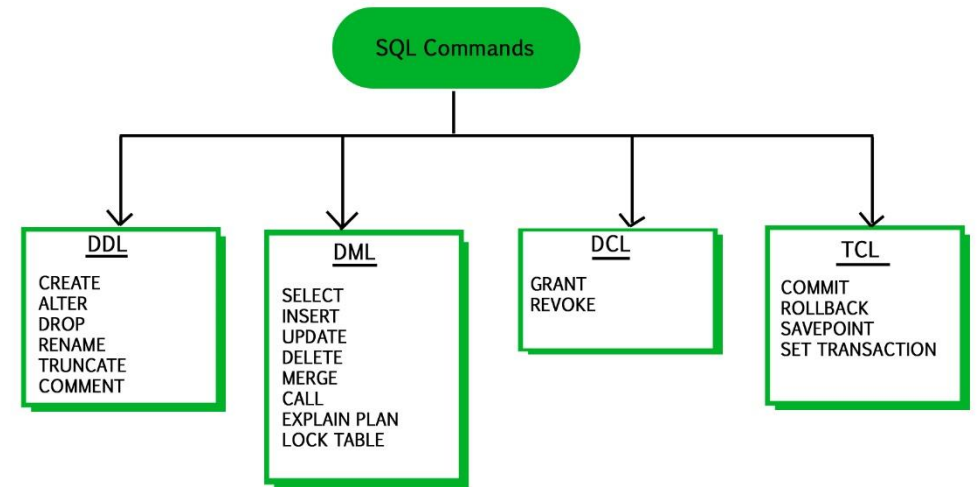 SQL Commands
DDL
CREATE
ALTER
DROP
RENAME
TRUNCATE
COMMENT
DML
SELECT
INSERT
UPDATE
DELETE
MERGE
CALL
EXPLAIN PLAN
LOCK TABLE
DCL
GRANT
REVOKE
TCL
COMMIT
ROLLBACK
SAVEPOINT
SET TRANSACTION